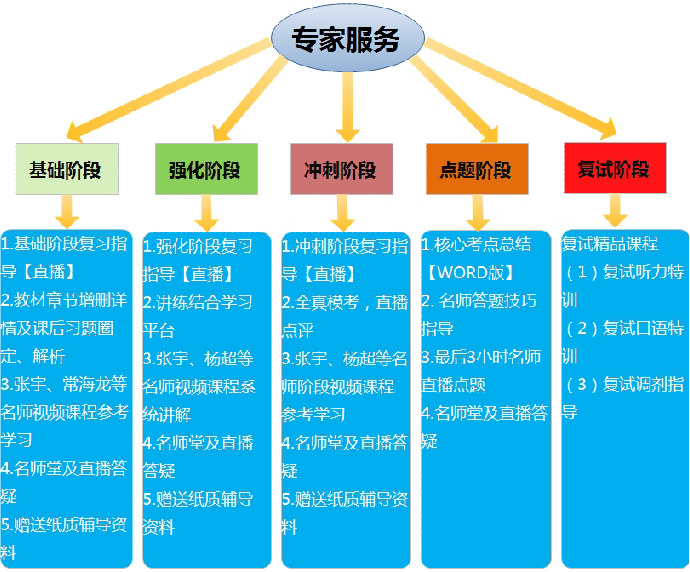 专家服务
基础阶段
强化阶段
冲刺阶段
点题阶段
复试阶段
1.基础阶段复习指
导【直播】
2.教材章节增删详
情及课后习题圈
定、解析
3.张宇、常海龙等
名师视频课程参考
学习
4.名师堂及直播答
疑
5.赠送纸质辅导资
料
1.强化阶段复习
指导【直播】
2.讲练结合学习
平台
3.张宇、杨超等
名师视频课程系
统讲解
4.名师堂及直播
答疑
5.赠送纸质辅导
资料
1.冲刺阶段复习指
导【直播】
2.全真模考，直播
点评
3.张宇、杨超等名
师阶段视频课程
参考学习
4.名师堂及直播答
疑
5.赠送纸质辅导资
料
1.核心考点总结
【WORD版】
2. 名师答题技巧
指导
3.最后3小时名师
直播点题
4.名师堂及直播答
疑
复试精品课程
（1）复试听力特
训
（2）复试口语特
训
（3）复试调剂指
导